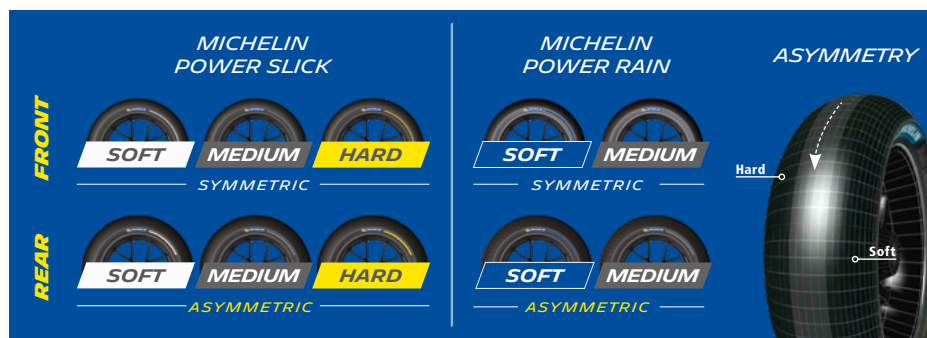 MICHELIN
POWER SLICK
MICHELIN
POWER RAIN
ASYMMETRY
FRONT
SOFT
MEDIUM
HARD
SOFT
MEDIUM
SYMMETRIC
SYMMETRIC
REAR
SOFT
MEDIUM
HARD
SOFT
MEDIUM
ASYMMETRIC
ASYMMETRIC
MICHELIN
Hard
Soft